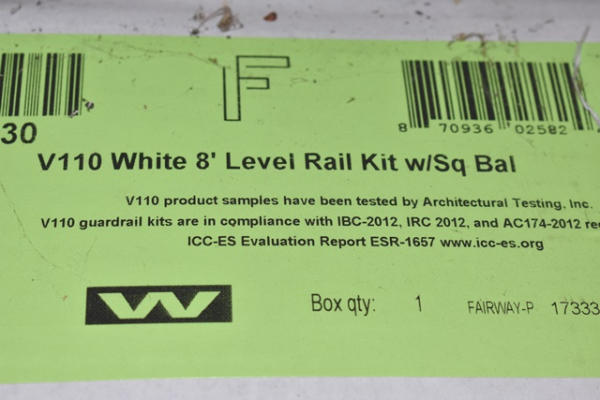 F
30
8 70936 02582
V110 White 8' Level Rail Kit w/Sq Bal
V110 product samples have been tested by Architectural Testing, Inc.
V110 guardrail kits are in compliance with IBC-2012, IRC 2012, and AC174-2012
ICC-ES Evaluation Report ESR-1657 www.icc-es.org
Box qty: 1 FAIRWAY-P 17333